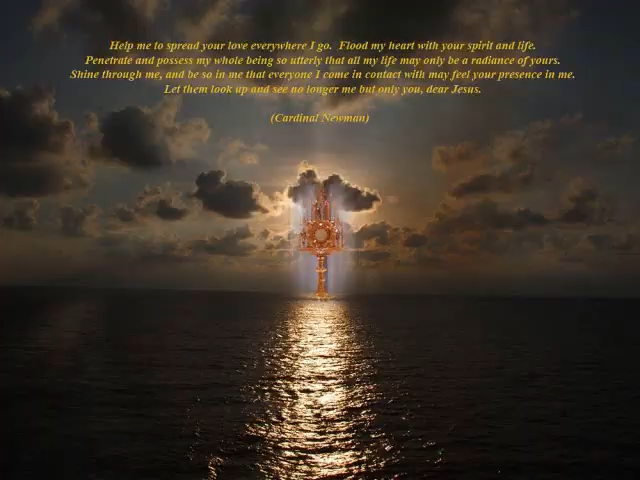 Help me to spread your love everywhere I go. Flood my heart with your spirit and life.
Penetrate and possess my whole being so utterly that all my life may only be a radiance of yours.
Shine through me, and be so in me that everyone I come in contact with may feel your presence in me.
Let them look up and see no longer me but only you, dear Jesus.
(Cardinal Newman)